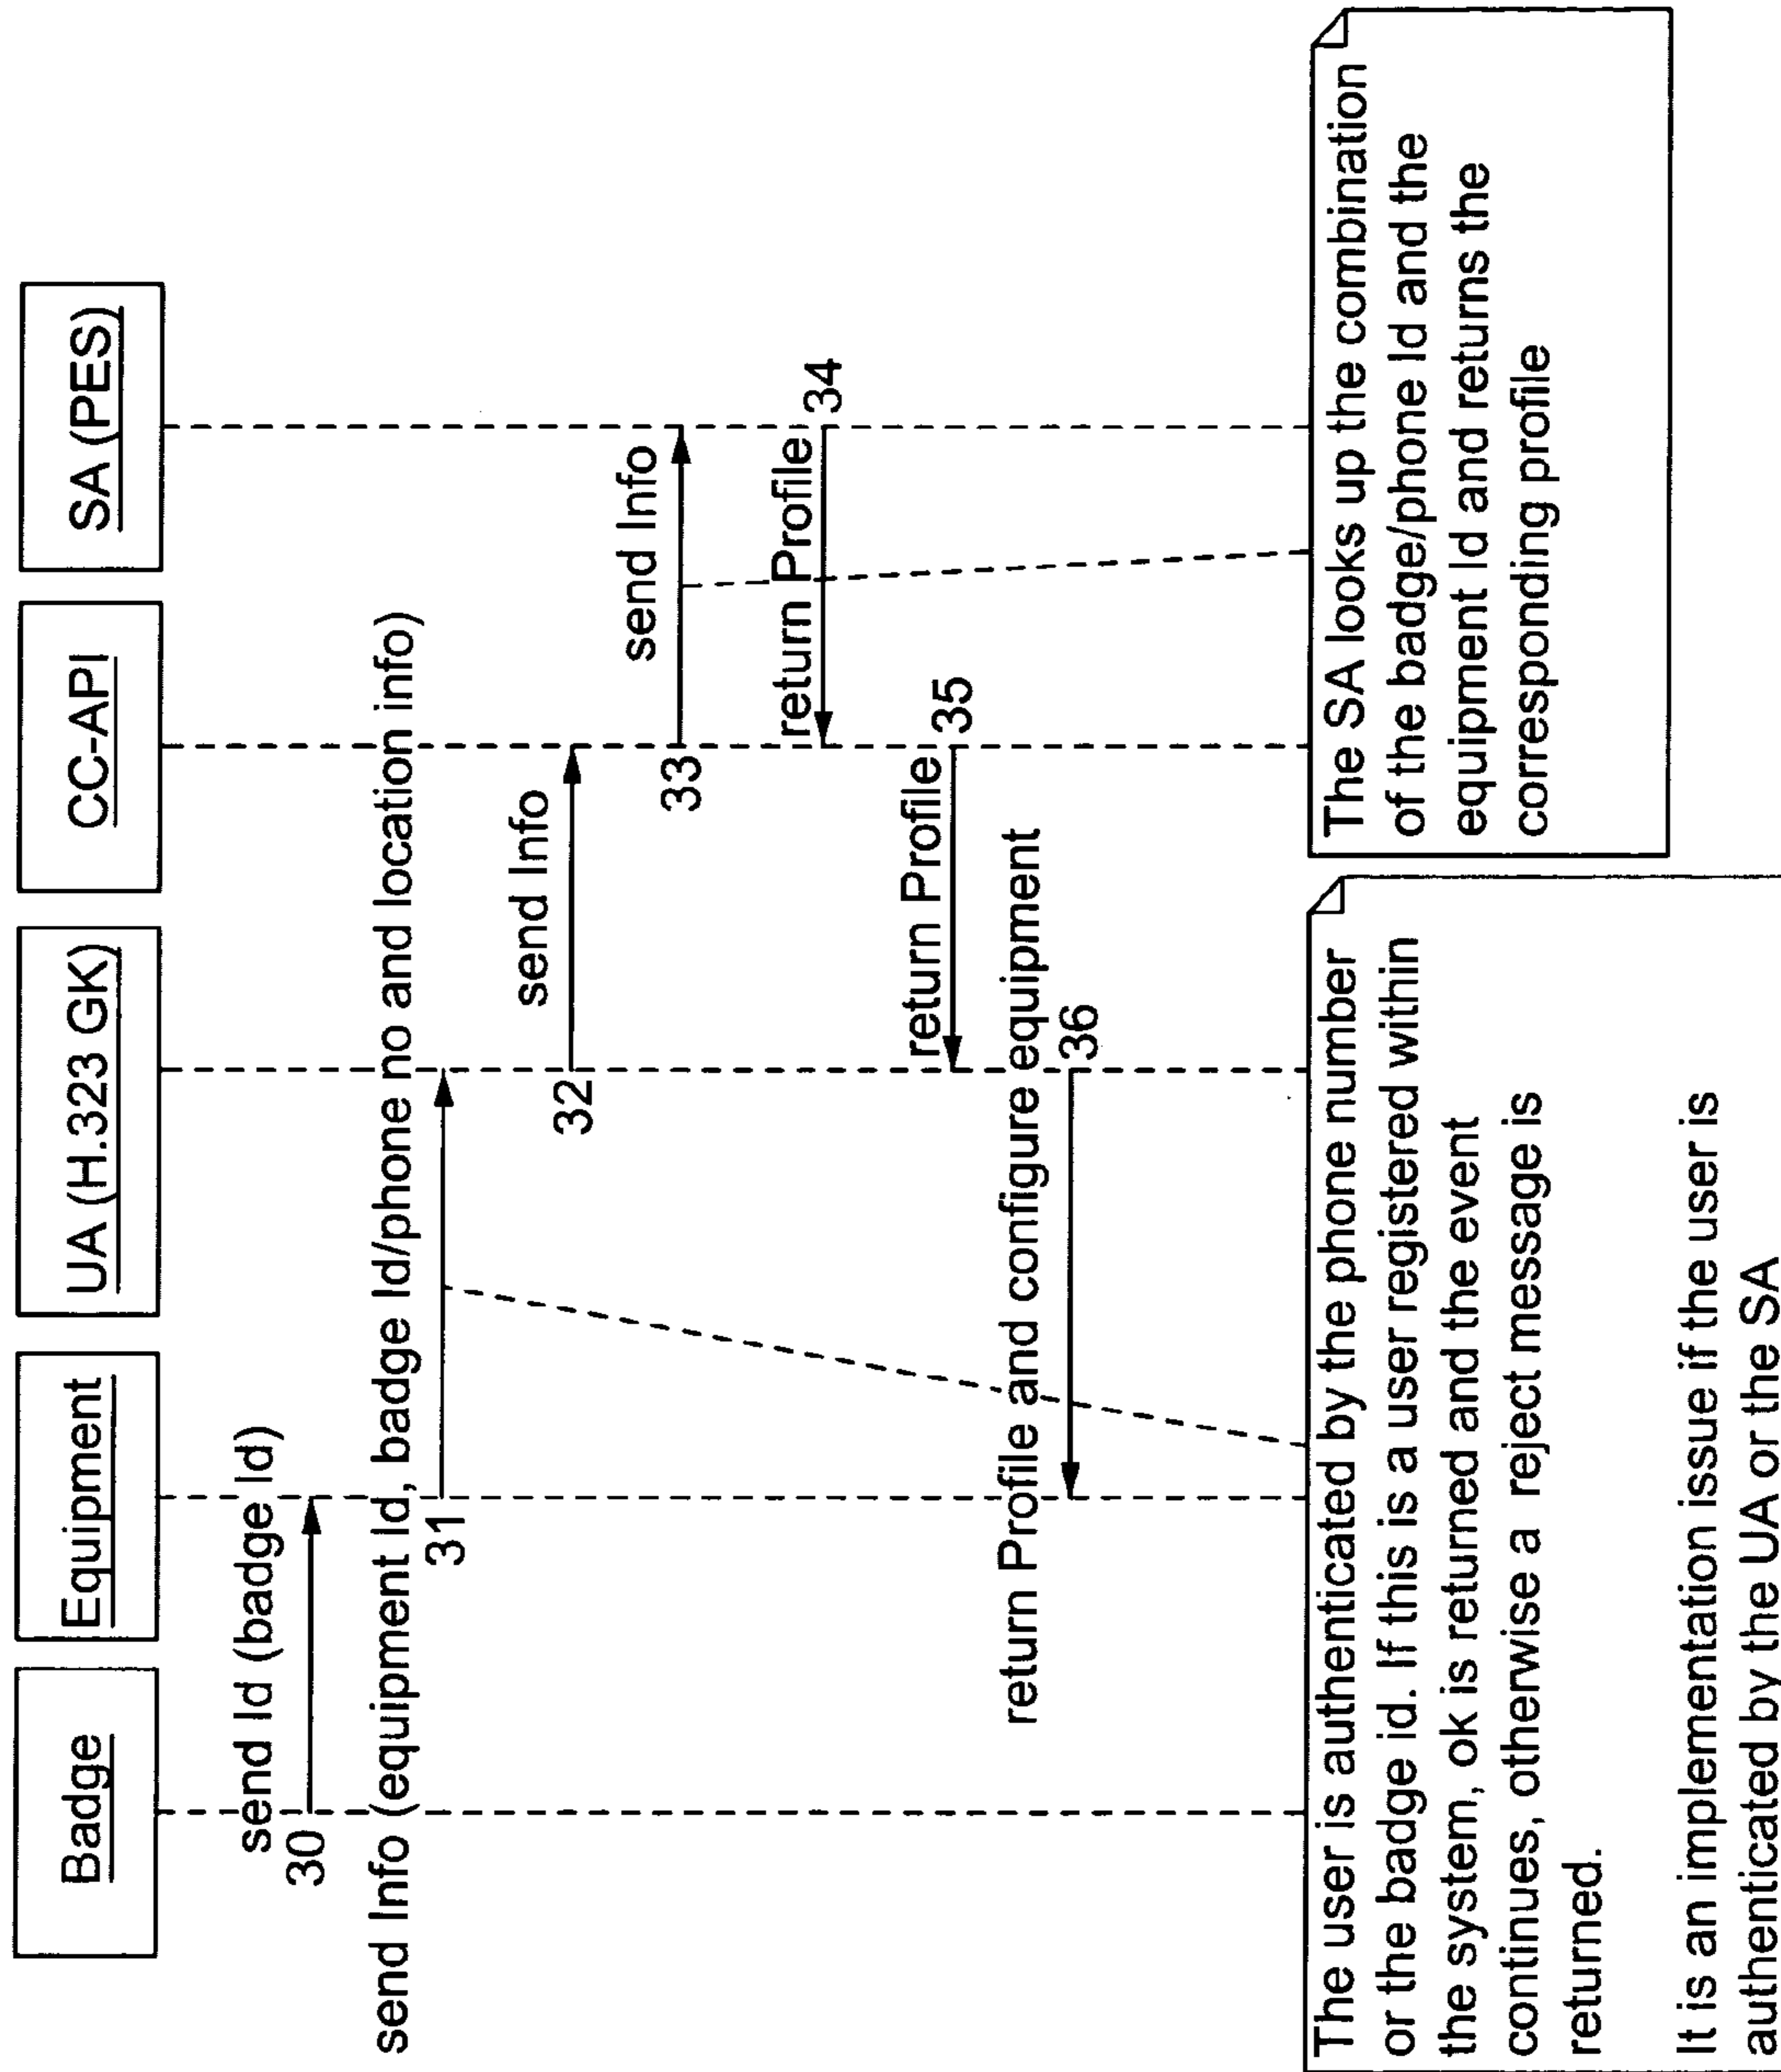 Badge
Equipment
UA (H.323 GK)
CC-API
SA (PES)
send Id (badge Id)
30
send Info (equipment Id, badge Id/phone no and location info)
31
send Info
32
send Info
33
return Profile
34
return Profile
35
return Profile and configure equipment
36
The user is authenticated by the phone number
or the badge id. If this is a user registered within
the system, ok is returned and the event
continues, otherwise a reject message is
returned.
It is an implementation issue if the user is
authenticated by the UA or the SA
The SA looks up the combination
of the badge/phone Id and the
equipment Id and returns the
corresponding profile